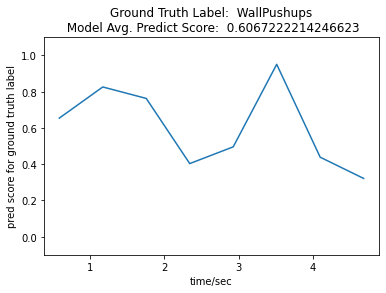 Ground Truth Label:  WallPushups
Model Avg. Predict Score:  0.6067222214246623
pred score for ground truth label
1.0
0.8
0.6
0.4
0.2
0.0
1 2 3 4
time/sec